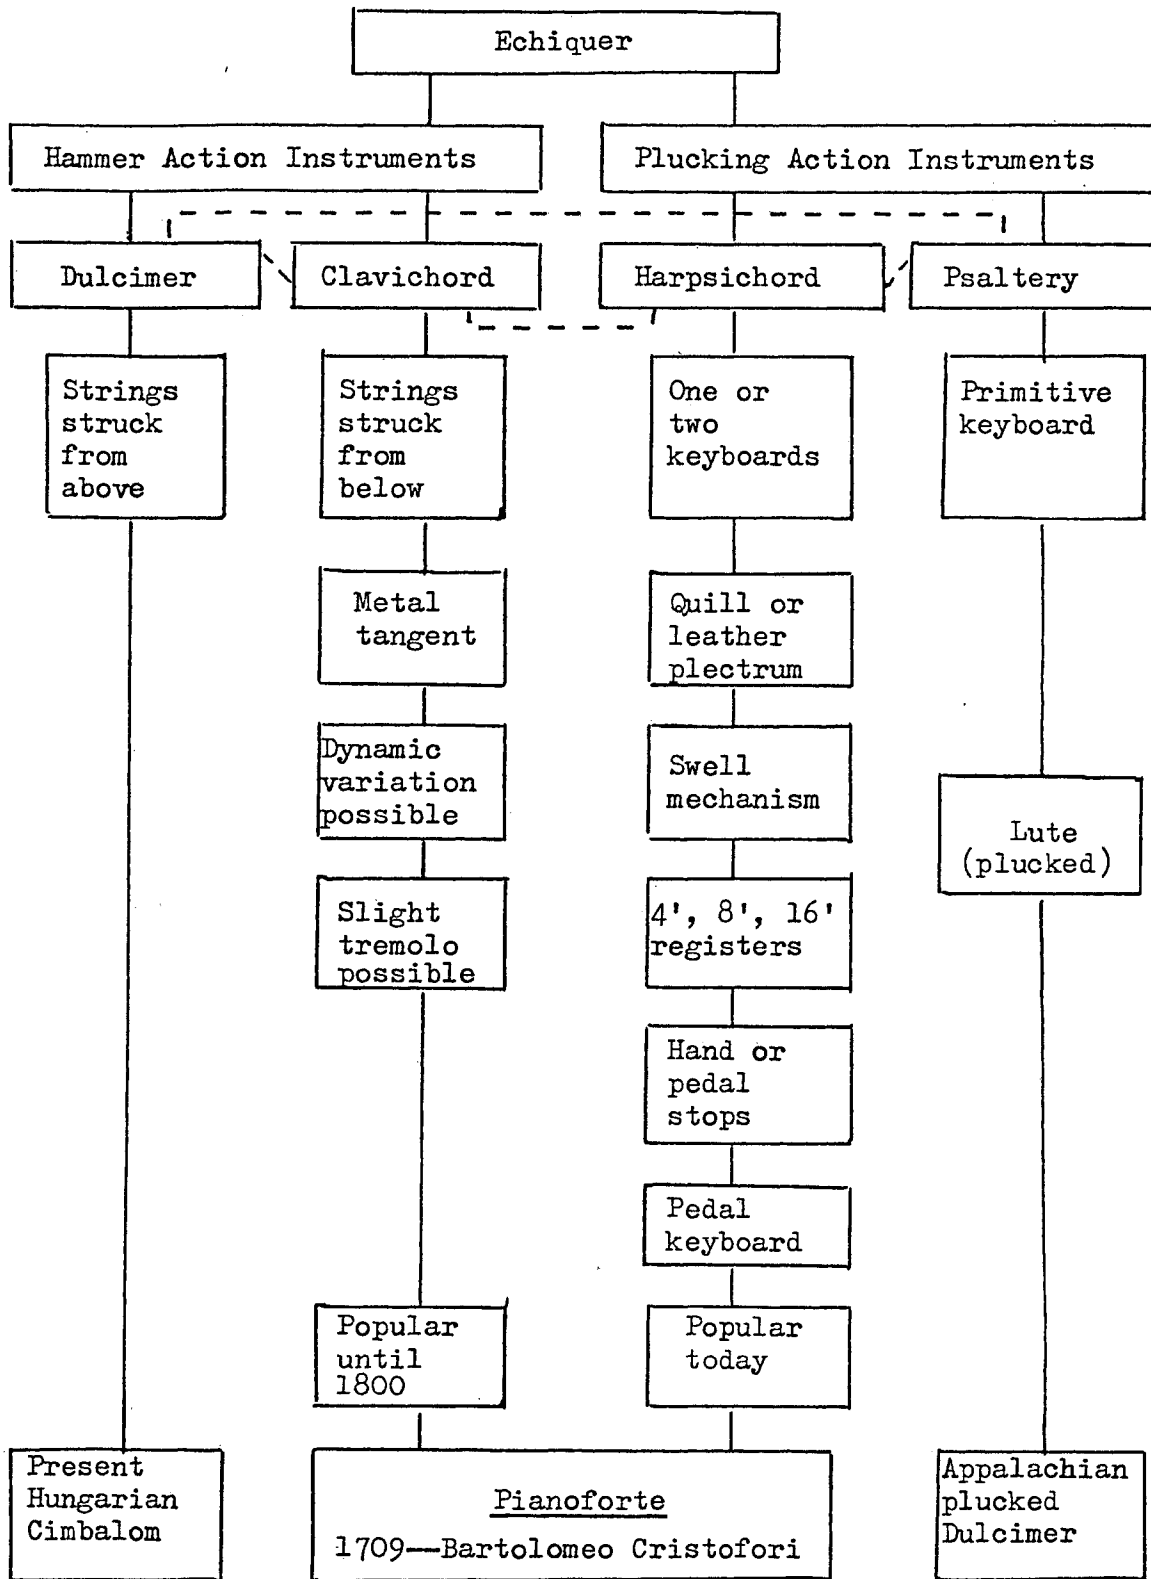 Echiquer
Hammer Action Instruments
Plucking Action Instruments
Dulcimer
Clavichord
Harpsichord
Psaltery
Strings
struck
from
above
Strings
struck
from
below
One or
two
keyboards
Primitive
keyboard
Metal
tangent
Quill or
leather
plectrum
Dynamic
variation
possible
Swell
mechanism
Lute
(plucked)
Slight
tremolo
possible
4', 8', 16'
registers
Hand or
pedal
stops
Pedal
keyboard
Popular
until
1800
Popular
today
Present
Hungarian
Cimbalom
Pianoforte
1709—Bartolomeo Cristofori
Appalachian
plucked
Dulcimer